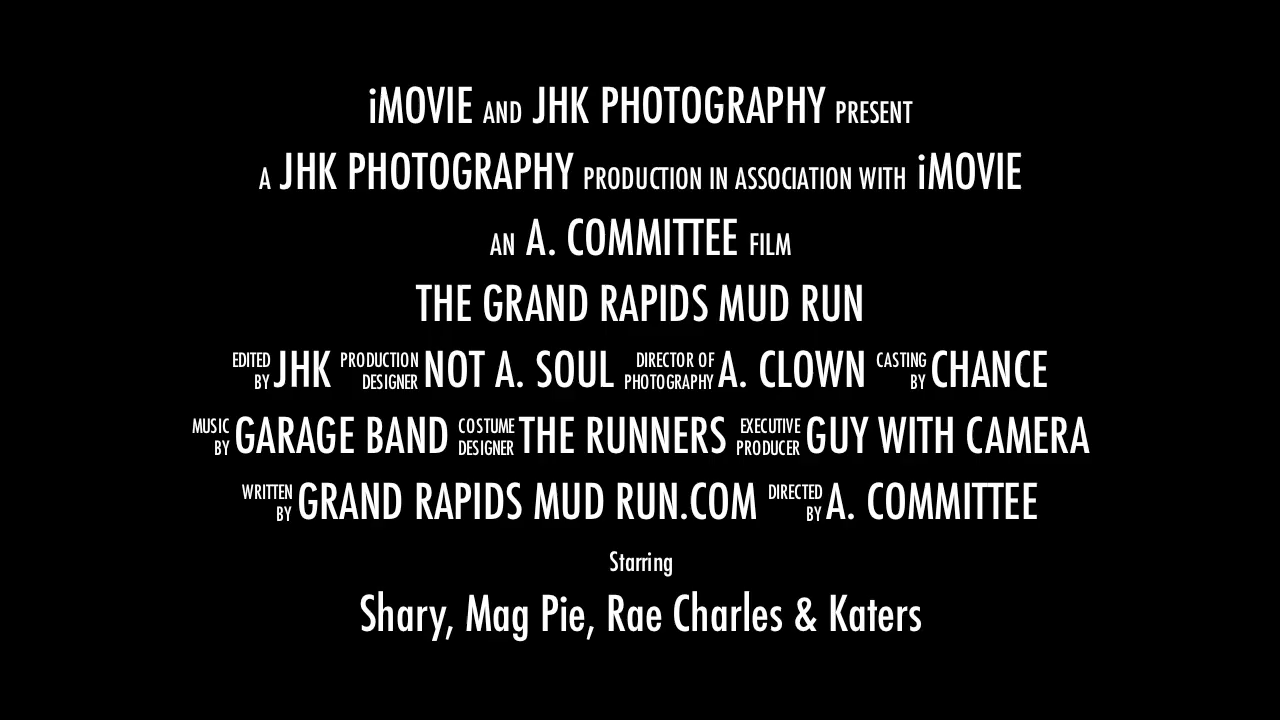 iMOVIE AND JHK PHOTOGRAPHY PRESENT
A JHK PHOTOGRAPHY PRODUCTION IN ASSOCIATION WITH iMOVIE
AN A. COMMITTEE FILM
THE GRAND RAPIDS MUD RUN
EDITED BY JHK PRODUCTION DESIGNER NOT A. SOUL DIRECTOR OF PHOTOGRAPHY A. CLOWN CASTING BY CHANCE
MUSIC BY GARAGE BAND COSTUME DESIGNER THE RUNNERS EXECUTIVE PRODUCER GUY WITH CAMERA
WRITTEN BY GRAND RAPIDS MUD RUN.COM DIRECTED BY A. COMMITTEE
Starring
Shary, Mag Pie, Rae Charles & Katers